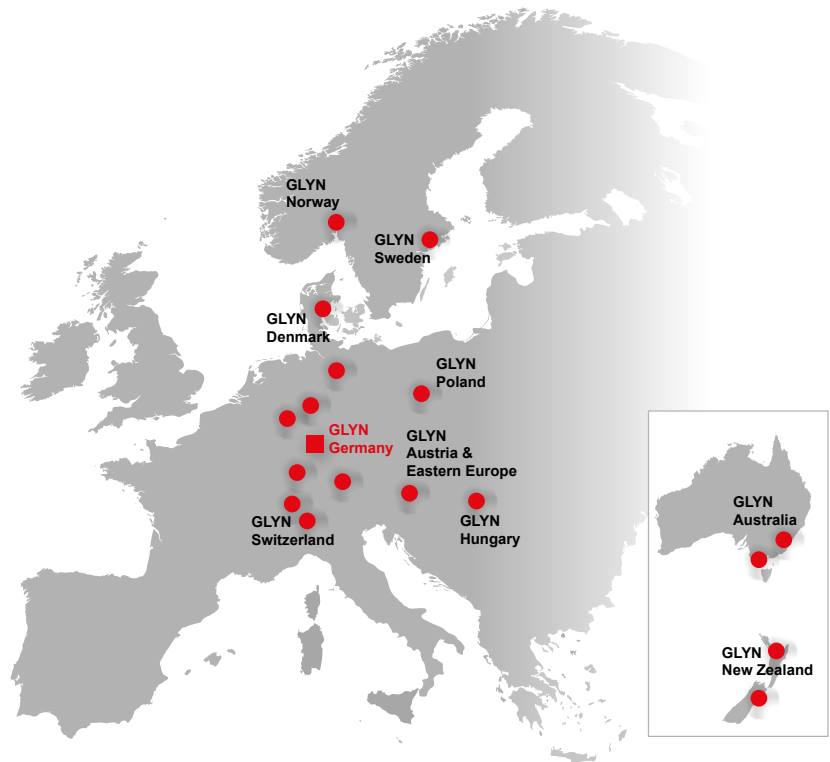 GLYN
Norway
GLYN
Sweden
GLYN
Denmark
GLYN
Poland
GLYN
Germany
GLYN
Austria &
Eastern Europe
GLYN
Switzerland
GLYN
Hungary
GLYN
Australia
GLYN
New Zealand